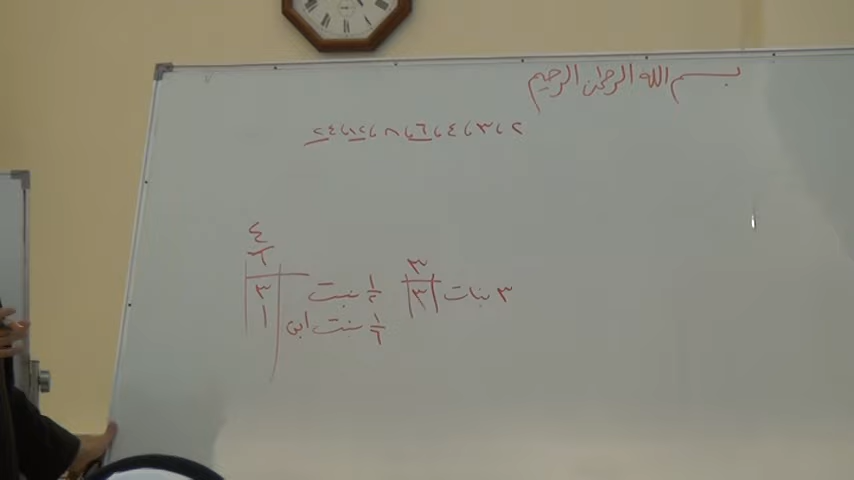 بسم الله الرحمن الرحيم
٢، ٣، ٤، ٦، ٨، ١٢، ٢٤
٣
٣ بنات ٣
٤
٦
١/٢ بنت ٣
١/٦ بنت ابن ١